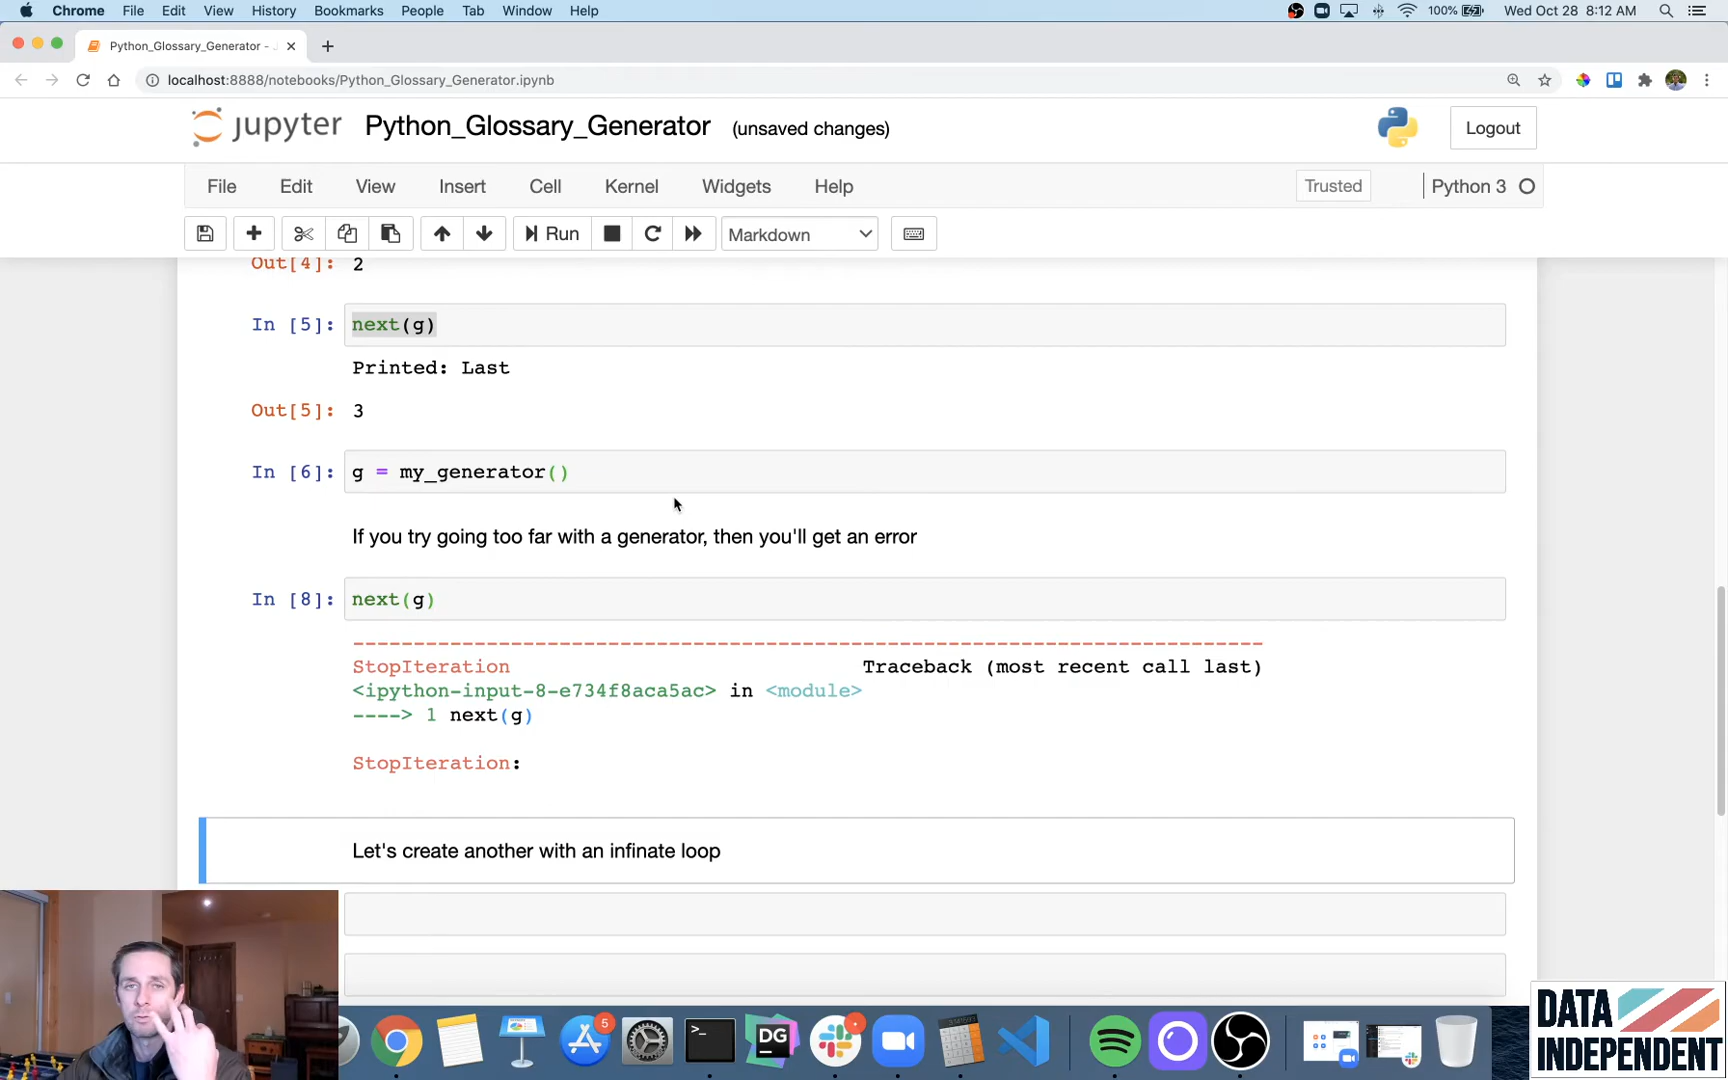 Chrome File Edit View History Bookmarks People Tab Window Help 100% Wed Oct 28 8:12 AM
Python_Glossary_Generator -
localhost:8888/notebooks/Python_Glossary_Generator.ipynb
jupyter Python_Glossary_Generator (unsaved changes) Logout
File Edit View Insert Cell Kernel Widgets Help Trusted Python 3
Run Markdown
Out[4]: 2
In [5]: next(g)
Printed: Last
Out[5]: 3
In [6]: g = my_generator()
If you try going too far with a generator, then you'll get an error
In [8]: next(g)
---------------------------------------------------------------------------
StopIteration Traceback (most recent call last)
<ipython-input-8-e734f8aca5ac> in <module>
----> 1 next(g)
StopIteration:
Let's create another with an infinate loop
5
>_
DG
DATA
INDEPENDENT